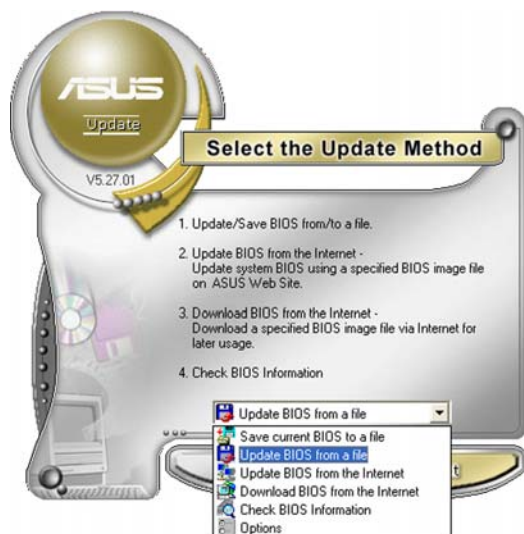 ASUS
Update
V5.27.01
Select the Update Method
1. Update/Save BIOS from/to a file.
2. Update BIOS from the Internet -
Update system BIOS using a specified BIOS image file
on ASUS Web Site.
3. Download BIOS from the Internet -
Download a specified BIOS image file via Internet for
later usage.
4. Check BIOS Information
Update BIOS from a file
Save current BIOS to a file
Update BIOS from a file
Update BIOS from the Internet
Download BIOS from the Internet
Check BIOS Information
Options